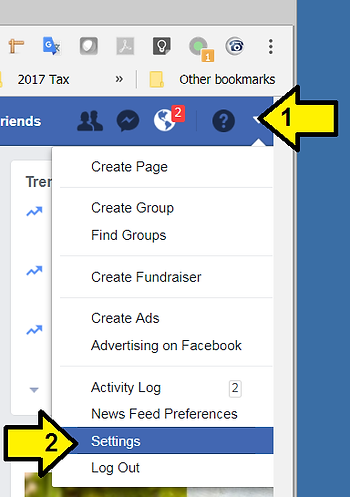 1
2017 Tax » Other bookmarks
riends 2 ? 1
Create Page
Tren
Create Group
Find Groups
Create Fundraiser
Create Ads
Advertising on Facebook
Activity Log 2
News Feed Preferences
2 Settings
Log Out